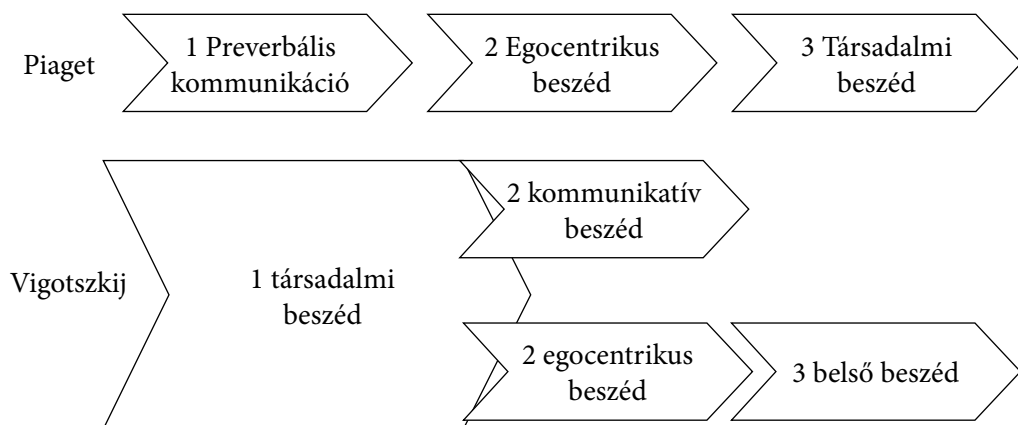 Piaget
1 Preverbális
kommunikáció
2 Egocentrikus
beszéd
3 Társadalmi
beszéd
Vigotszkij
1 társadalmi
beszéd
2 kommunikatív
beszéd
2 egocentrikus
beszéd
3 belső beszéd